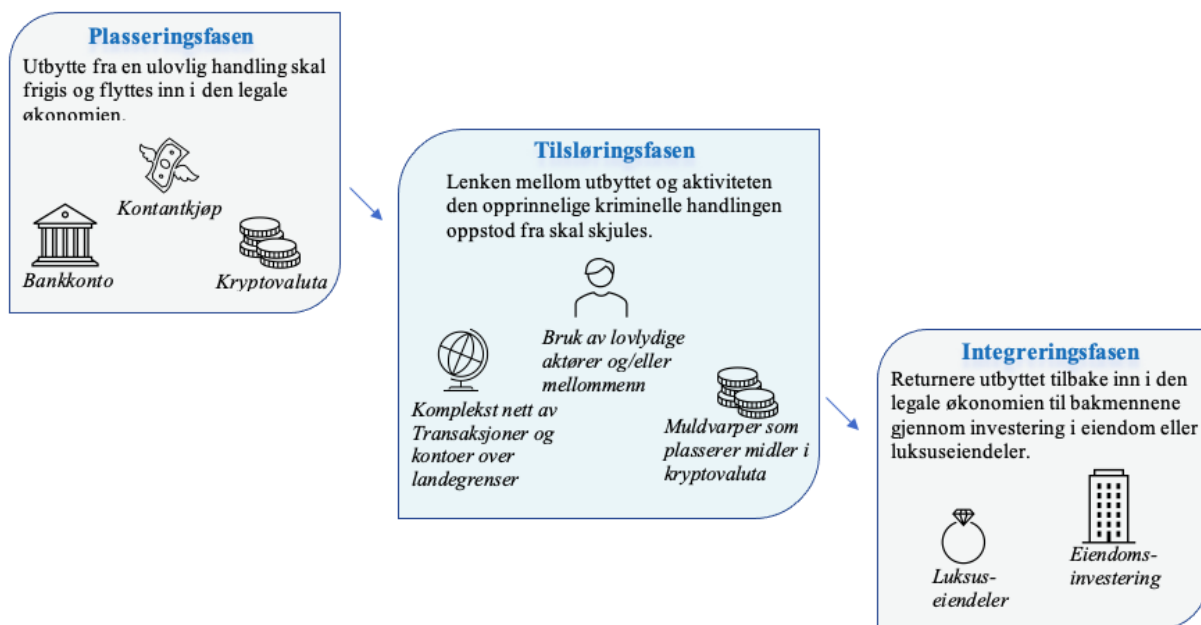 Plasseringsfasen
Utbytte fra en ulovlig handling skal
frigis og flyttes inn i den legale
økonomien.
Kontantkjøp
Bankkonto
Kryptovaluta
Tilsløringsfasen
Lenken mellom utbyttet og aktiviteten
den opprinnelige kriminelle handlingen
oppstod fra skal skjules.
Bruk av lovlydige
aktører og/eller
mellommenn
Komplekst nett av
Transaksjoner og
kontoer over
landegrenser
Muldvarper som
plasserer midler i
kryptovaluta
Integreringsfasen
Returnere utbyttet tilbake inn i den
legale økonomien til bakmennene
gjennom investering i eiendom eller
luksuseiendeler.
Luksus-
eiendeler
Eiendoms-
investering